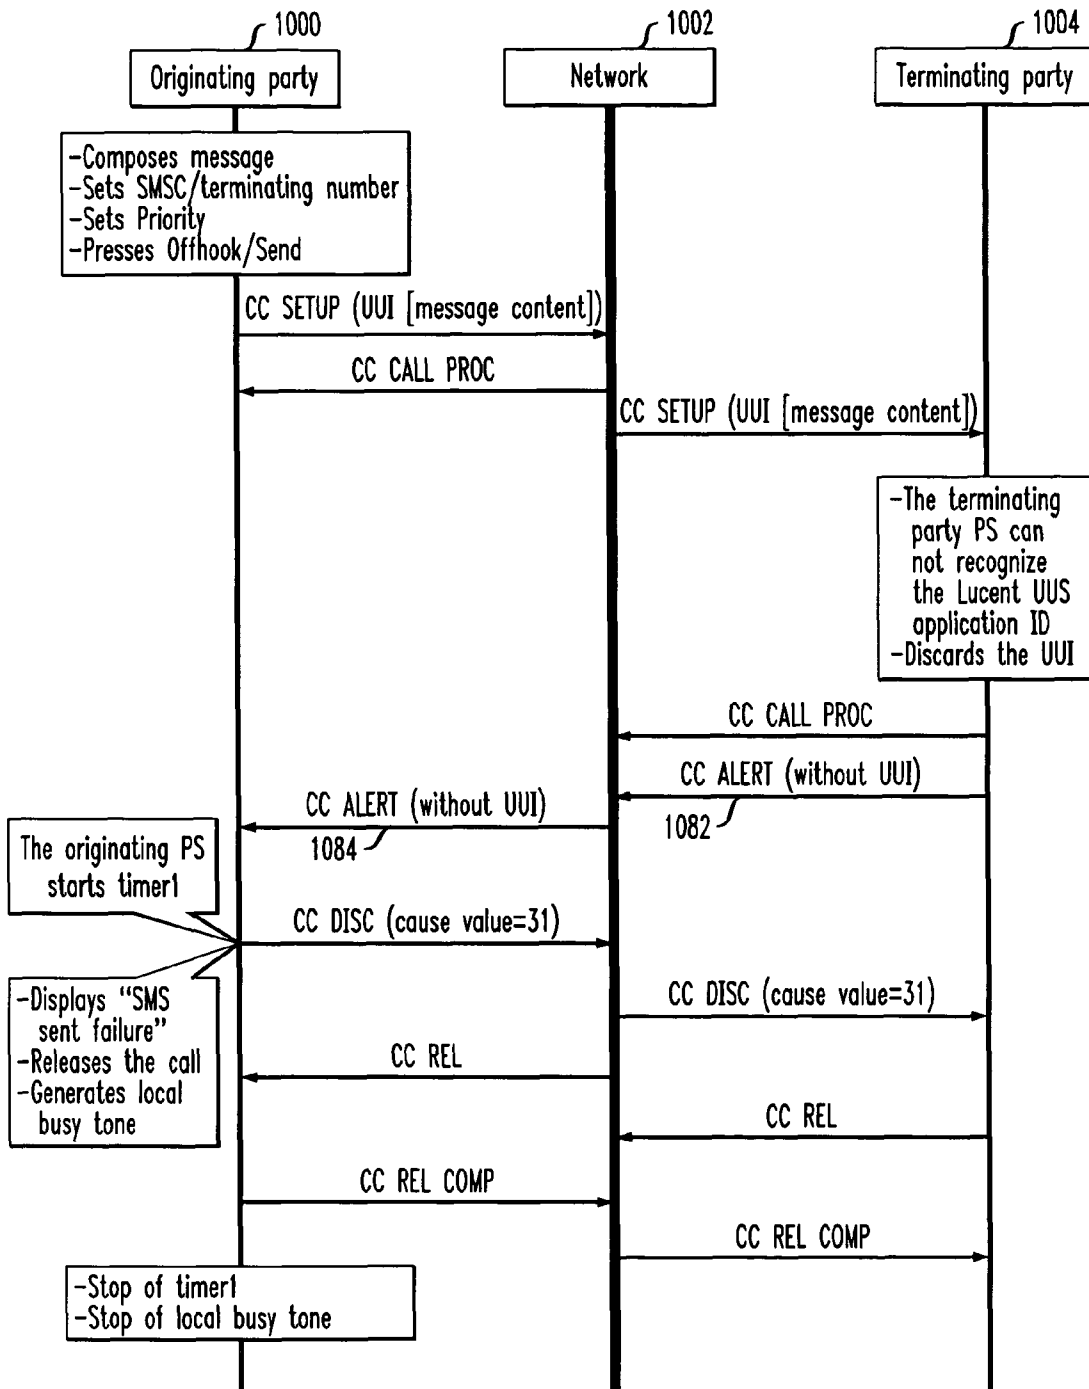 1000
1002
1004
Originating party
Network
Terminating party
-Composes message
-Sets SMSC/terminating number
-Sets Priority
-Presses Offhook/Send
CC SETUP (UUI [message content])
CC CALL PROC
CC SETUP (UUI [message content])
-The terminating
party PS can
not recognize
the Lucent UUS
application ID
-Discards the UUI
CC CALL PROC
CC ALERT (without UUI)
1082
CC ALERT (without UUI)
1084
The originating PS
starts timer1
CC DISC (cause value=31)
-Displays "SMS
sent failure"
-Releases the call
-Generates local
busy tone
CC DISC (cause value=31)
CC REL
CC REL
CC REL COMP
CC REL COMP
-Stop of timer1
-Stop of local busy tone